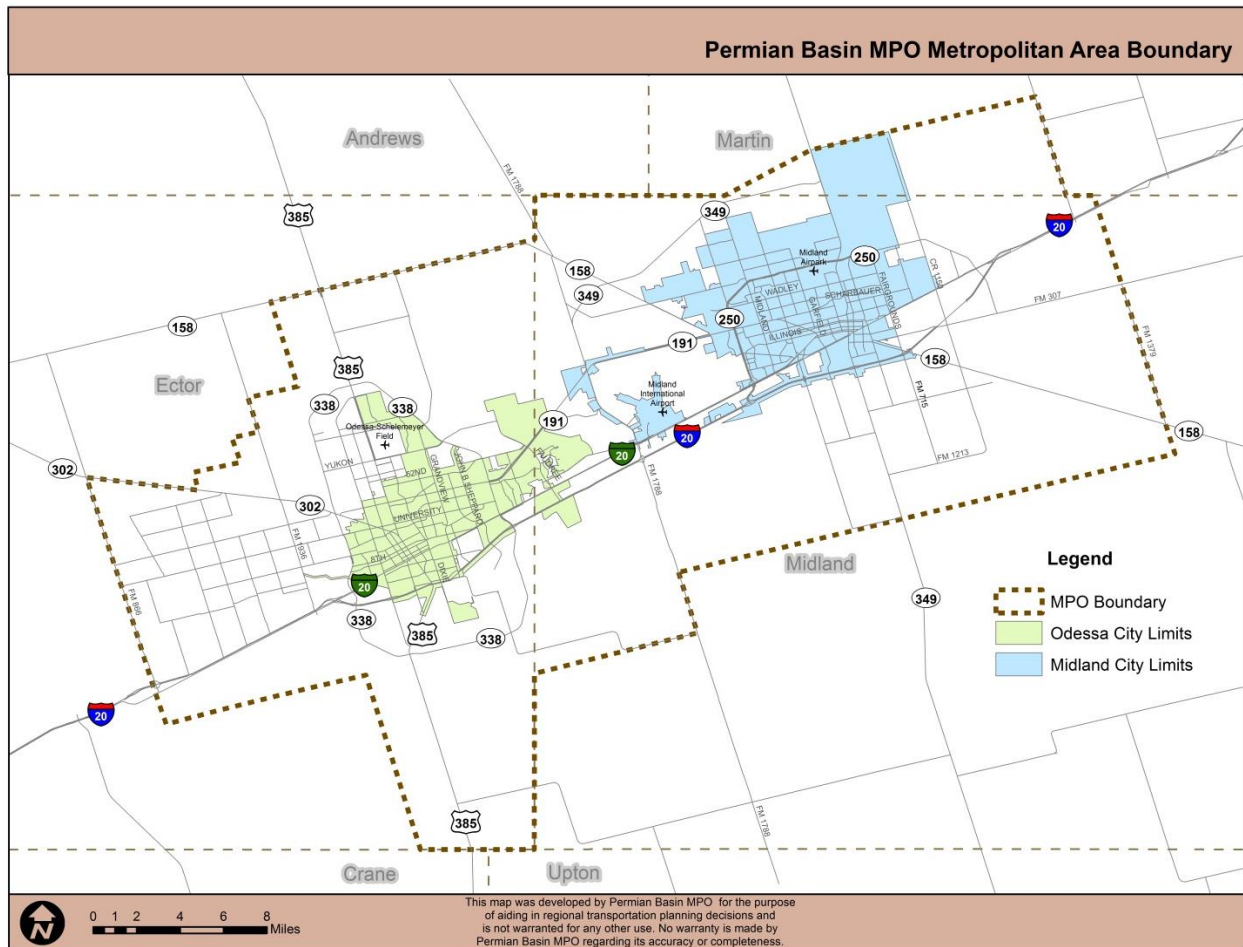 Permian Basin MPO Metropolitan Area Boundary
Andrews
Martin
FM 1788
385
349
20
158
349
Midland
Airpark
250
WADLEY
SCHARBAUER
FAIRGROUNDS
CR 1150
FM 307
250
MIDLAND
GARFIELD
ILLINOIS
158
Ector
385
191
158
FM 1379
Midland
International
Airport
FM 715
338
338
Odessa-Schelemeyer
Field
191
20
20
158
302
YUKON
52ND
GRANDVIEW
JOHN B SHEPPARD
FM 1213
302
UNIVERSITY
FM 1788
FM 1936
8TH
DIXIE
20
FM 866
338
385
338
Midland
349
Legend
MPO Boundary
Odessa City Limits
Midland City Limits
20
385
FM 1788
Crane
Upton
N
0 1 2 4 6 8
Miles
This map was developed by Permian Basin MPO for the purpose
of aiding in regional transportation planning decisions and
is not warranted for any other use. No warranty is made by
Permian Basin MPO regarding its accuracy or completeness.